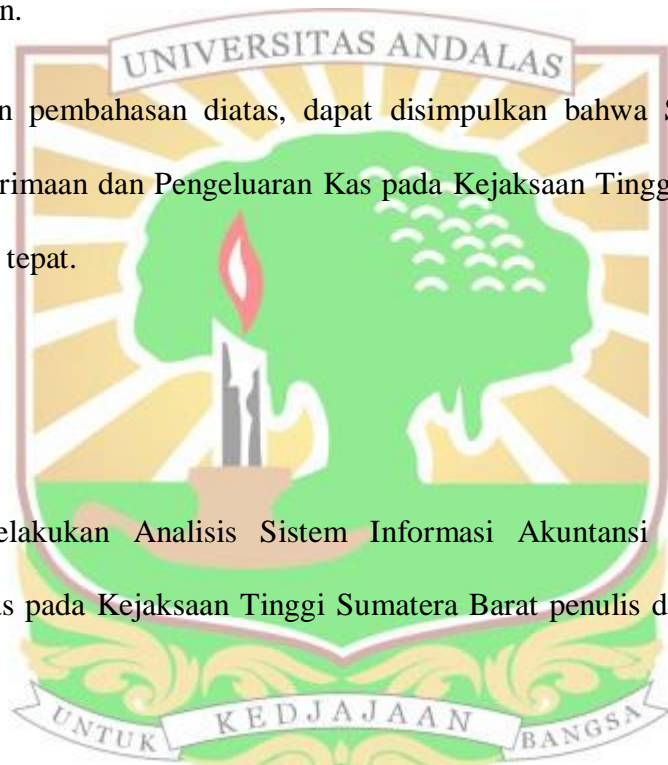 n.
UNIVERSITAS ANDALAS
n pembahasan diatas, dapat disimpulkan bahwa S
rimaan dan Pengeluaran Kas pada Kejaksaan Tingg
tepat.
elakukan Analisis Sistem Informasi Akuntansi
s pada Kejaksaan Tinggi Sumatera Barat penulis d
UNTUK KEDJAJAAN BANGSA